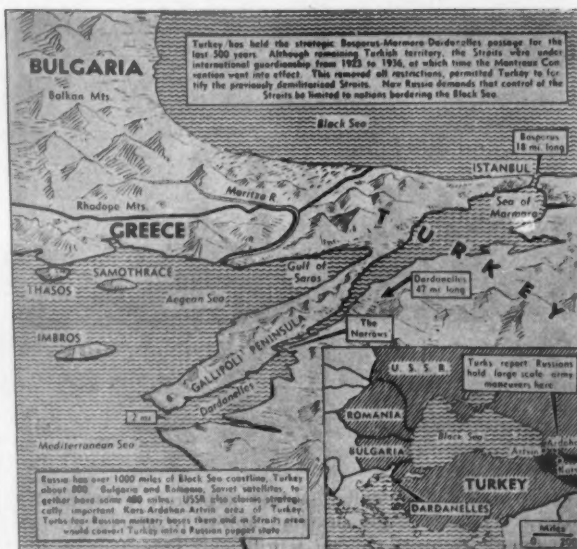 Turkey has held the strategic Bosporus-Marmora-Dardanelles passage for the
last 500 years. Although remaining Turkish territory, the Straits were under
international guardianship from 1923 to 1936, at which time the Montreux Con-
vention went into effect. This removed all restrictions, permitted Turkey to for-
tify the previously demilitarized Straits. Now Russia demands that control of the
Straits be limited to nations bordering the Black Sea.
BULGARIA
Balkan Mts.
Black Sea
Bosporus
18 mi. long
ISTANBUL
Maritza R.
Sea of
Marmora
Rhodope Mts.
GREECE
TURKEY
Gulf of
Saros
SAMOTHRACE
THASOS
Aegean Sea
Dardanelles
47 mi. long
The
Narrows
IMBROS
GALLIPOLI PENINSULA
Dardanelles
2 mi.
Mediterranean Sea
Russia has over 1000 miles of Black Sea coastline, Turkey
about 800. Bulgaria and Romania, Soviet satellites, to-
gether have some 400 miles. USSR also claims strategi-
cally important Kars-Ardahan-Artvin area of Turkey.
Turks fear Russian military bases there and in Straits area
would convert Turkey into a Russian puppet state
U. S. S. R.
Turks report Russians
hold large scale army
maneuvers here
ROMANIA
Black Sea
BULGARIA
Artvin
Ardahan
Kars
TURKEY
DARDANELLES
Miles
0 200